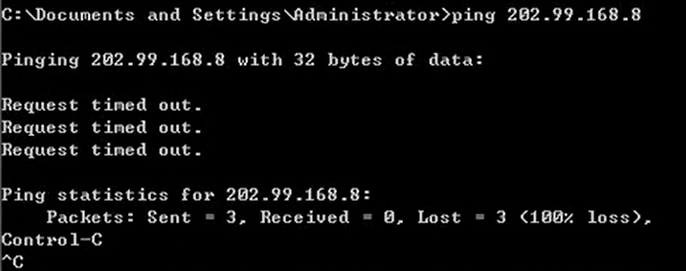 C:\Documents and Settings\Administrator>ping 202.99.168.8
Pinging 202.99.168.8 with 32 bytes of data:
Request timed out.
Request timed out.
Request timed out.
Ping statistics for 202.99.168.8:
    Packets: Sent = 3, Received = 0, Lost = 3 (100% loss),
Control-C
^C